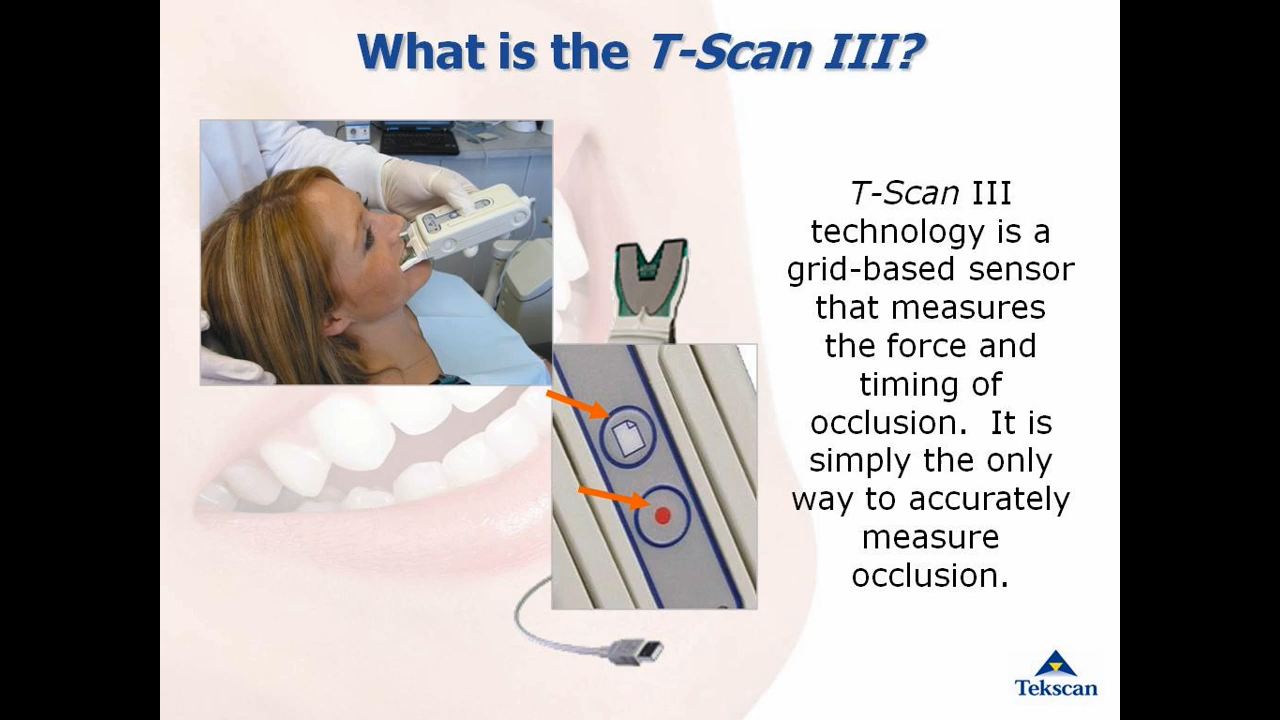 What is the T-Scan III?
T-Scan III
technology is a
grid-based sensor
that measures
the force and
timing of
occlusion.  It is
simply the only
way to accurately
measure
occlusion.
Tekscan